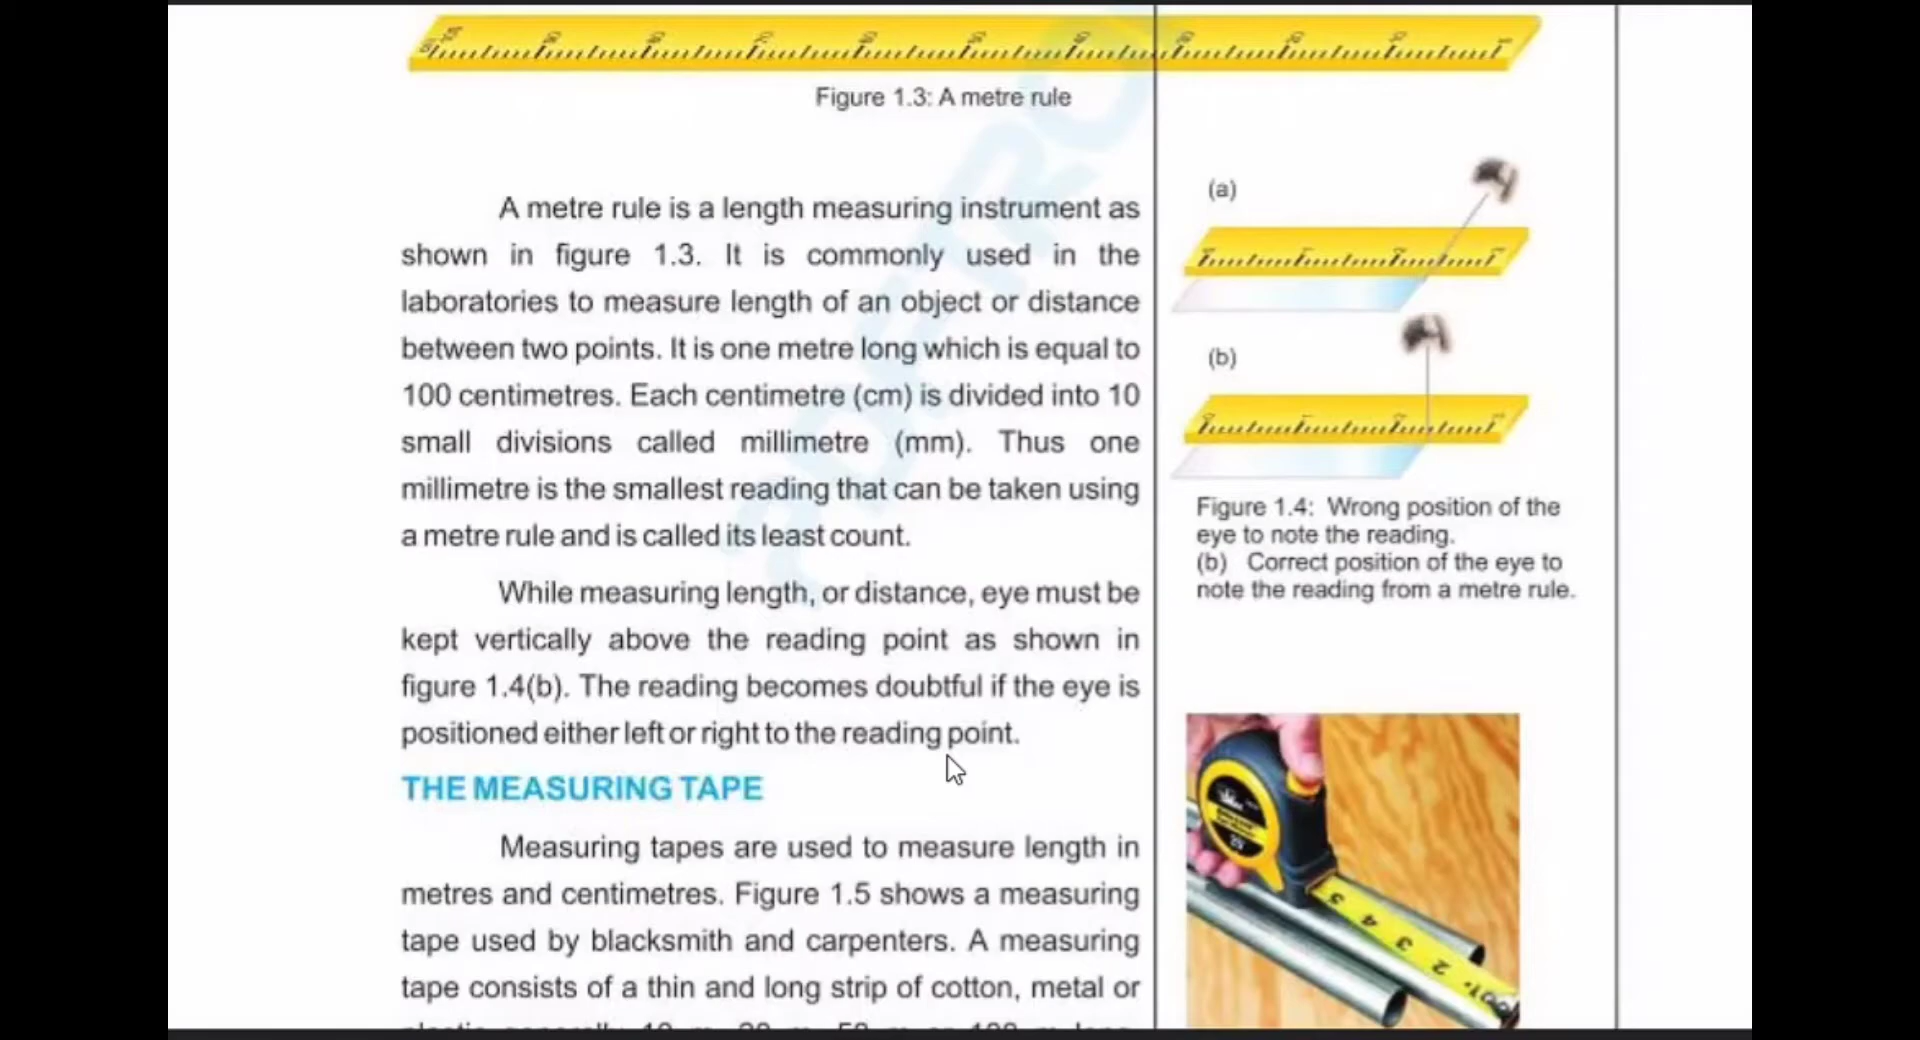 Figure 1.3: A metre rule
A metre rule is a length measuring instrument as
shown in figure 1.3. It is commonly used in the
laboratories to measure length of an object or distance
between two points. It is one metre long which is equal to
100 centimetres. Each centimetre (cm) is divided into 10
small divisions called millimetre (mm). Thus one
millimetre is the smallest reading that can be taken using
a metre rule and is called its least count.
While measuring length, or distance, eye must be
kept vertically above the reading point as shown in
figure 1.4(b). The reading becomes doubtful if the eye is
positioned either left or right to the reading point.
THE MEASURING TAPE
Measuring tapes are used to measure length in
metres and centimetres. Figure 1.5 shows a measuring
tape used by blacksmith and carpenters. A measuring
tape consists of a thin and long strip of cotton, metal or
(a)
(b)
Figure 1.4: Wrong position of the
eye to note the reading.
(b) Correct position of the eye to
note the reading from a metre rule.
5 4 3 2